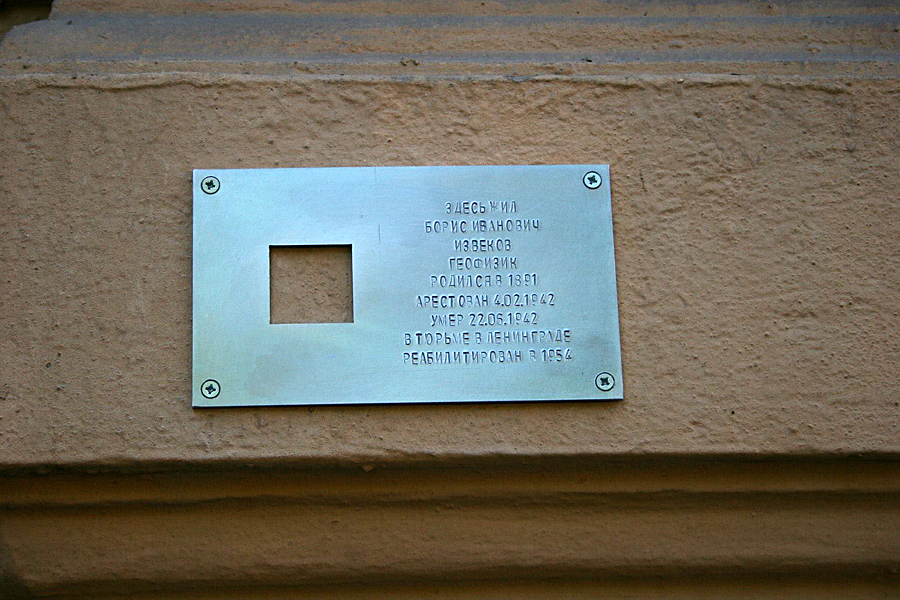 ЗДЕСЬ ЖИЛ
БОРИС ИВАНОВИЧ
ИЗВЕКОВ
ГЕОФИЗИК
РОДИЛСЯ В 1891
АРЕСТОВАН 4.02.1942
УМЕР 22.06.1942
В ТЮРЬМЕ В ЛЕНИНГРАДЕ
РЕАБИЛИТИРОВАН В 1954